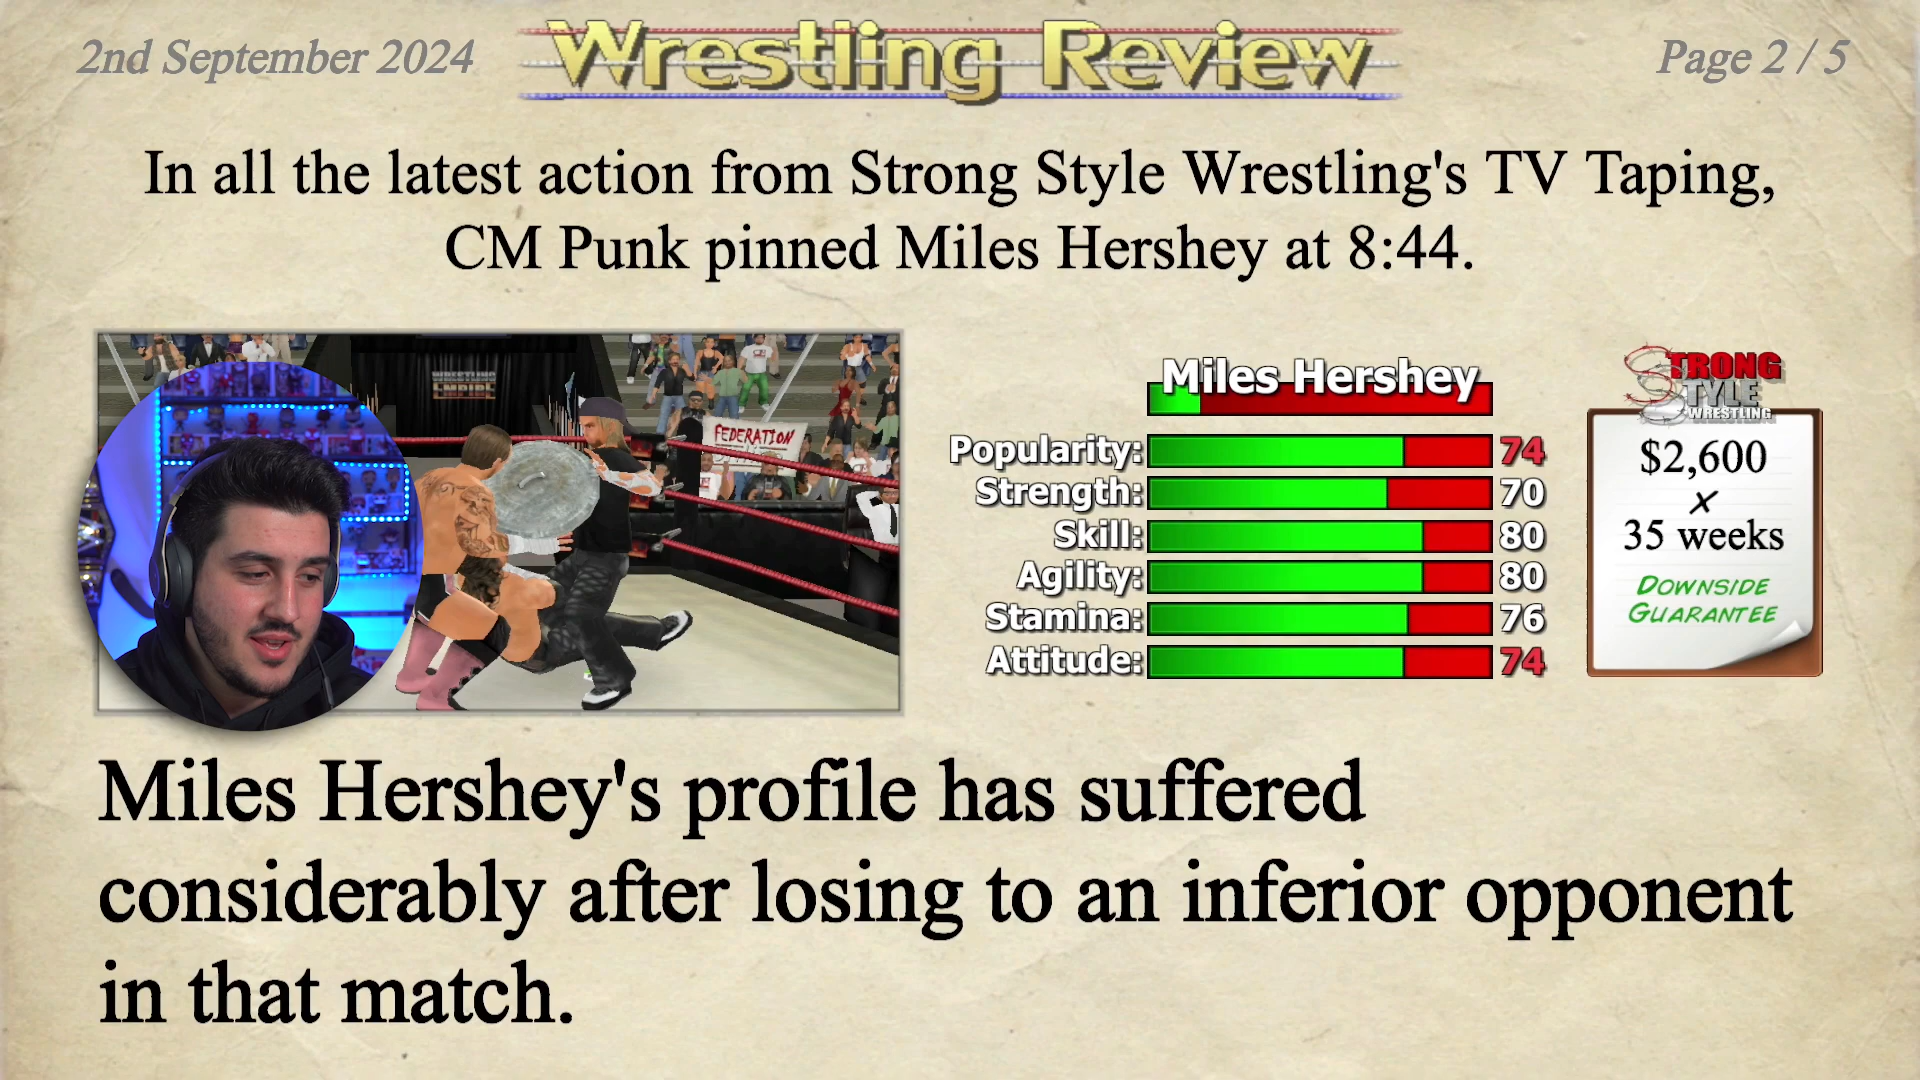 2nd September 2024
Wrestling Review
Page 2 / 5
In all the latest action from Strong Style Wrestling's TV Taping,
CM Punk pinned Miles Hershey at 8:44.
WRESTLING
EMPIRE
FEDERATION
Miles Hershey
Popularity: 74
Strength: 70
Skill: 80
Agility: 80
Stamina: 76
Attitude: 74
STRONG
STYLE
WRESTLING
$2,600
x
35 weeks
DOWNSIDE
GUARANTEE
Miles Hershey's profile has suffered
considerably after losing to an inferior opponent
in that match.